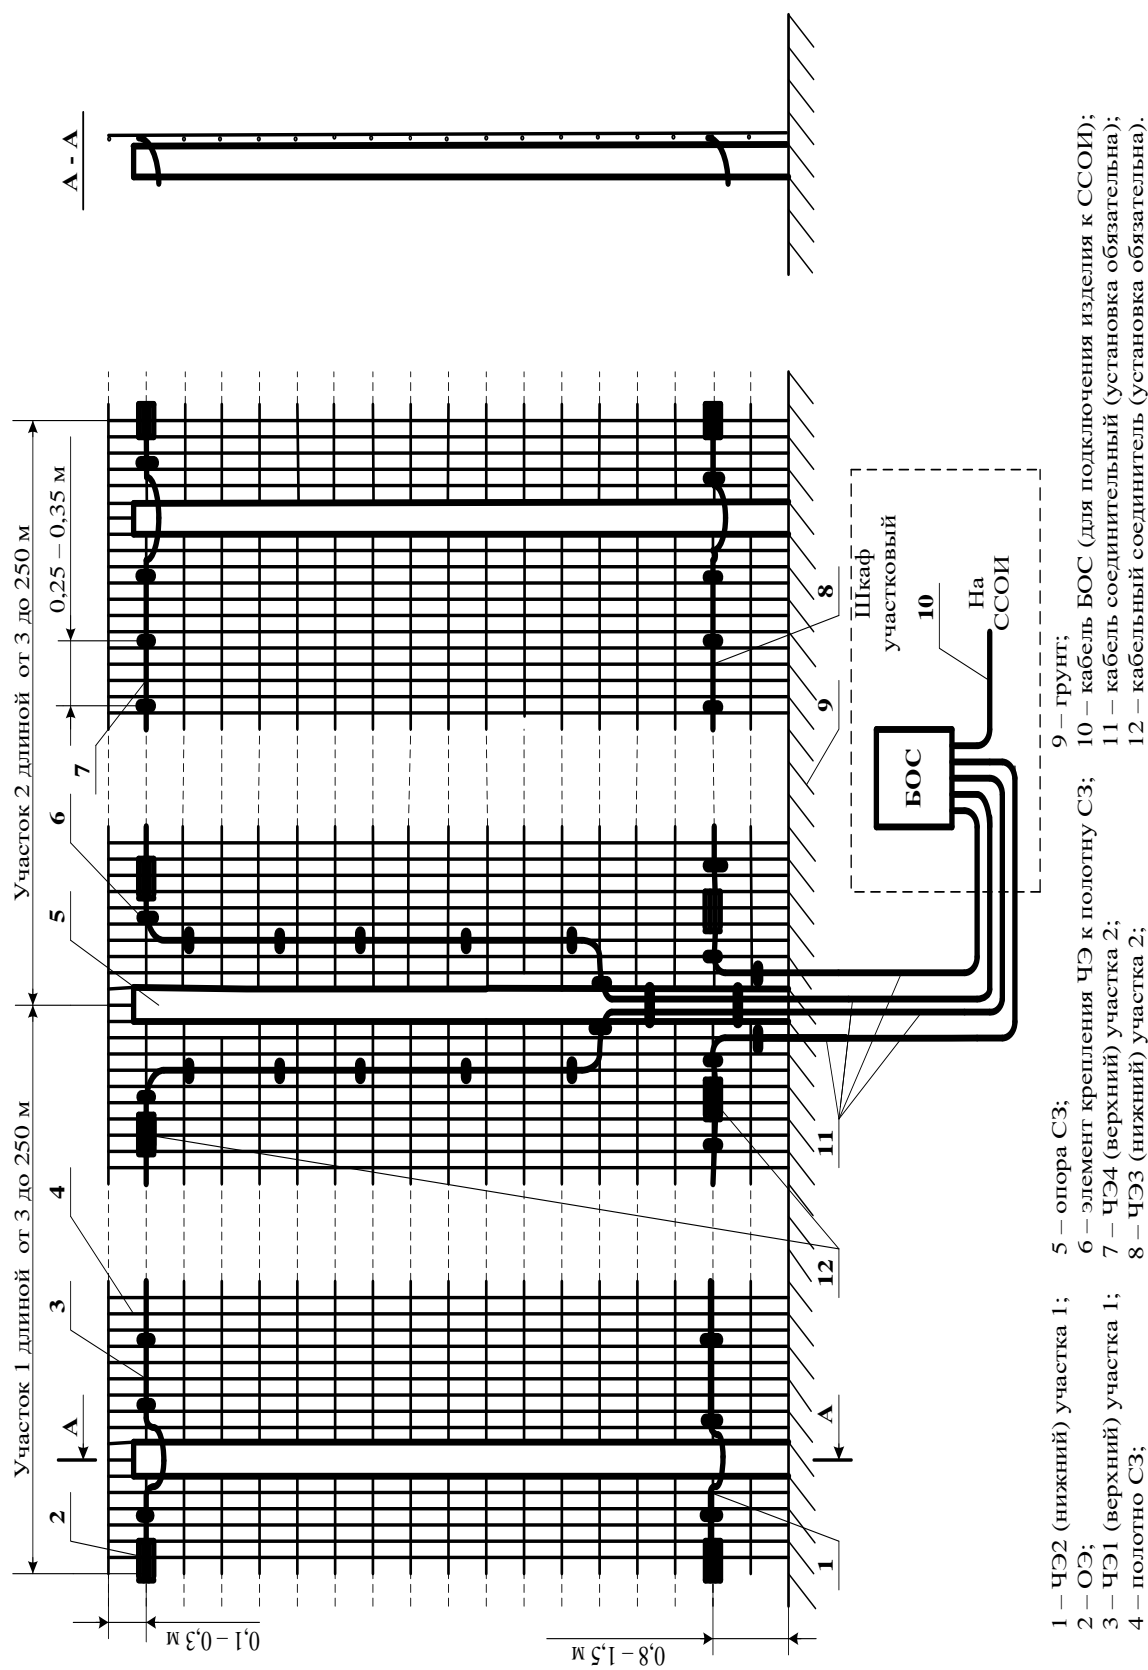 Участок 1 длиной от 3 до 250 м
Участок 2 длиной от 3 до 250 м
А - А
0,25 – 0,35 м
2
А
3
4
5
6
7
0,1 – 0,3 м
0,8 – 1,5 м
1
А
12
11
9
8
Шкаф
участковый
БОС
10
На
ССОИ
1 – ЧЭ2 (нижний) участка 1;
2 – ОЭ;
3 – ЧЭ1 (верхний) участка 1;
4 – полотно СЗ;
5 – опора СЗ;
6 – элемент крепления ЧЭ к полотну СЗ;
7 – ЧЭ4 (верхний) участка 2;
8 – ЧЭ3 (нижний) участка 2;
9 – грунт;
10 – кабель БОС (для подключения изделия к ССОИ);
11 – кабель соединительный (установка обязательна);
12 – кабельный соединитель (установка обязательна).